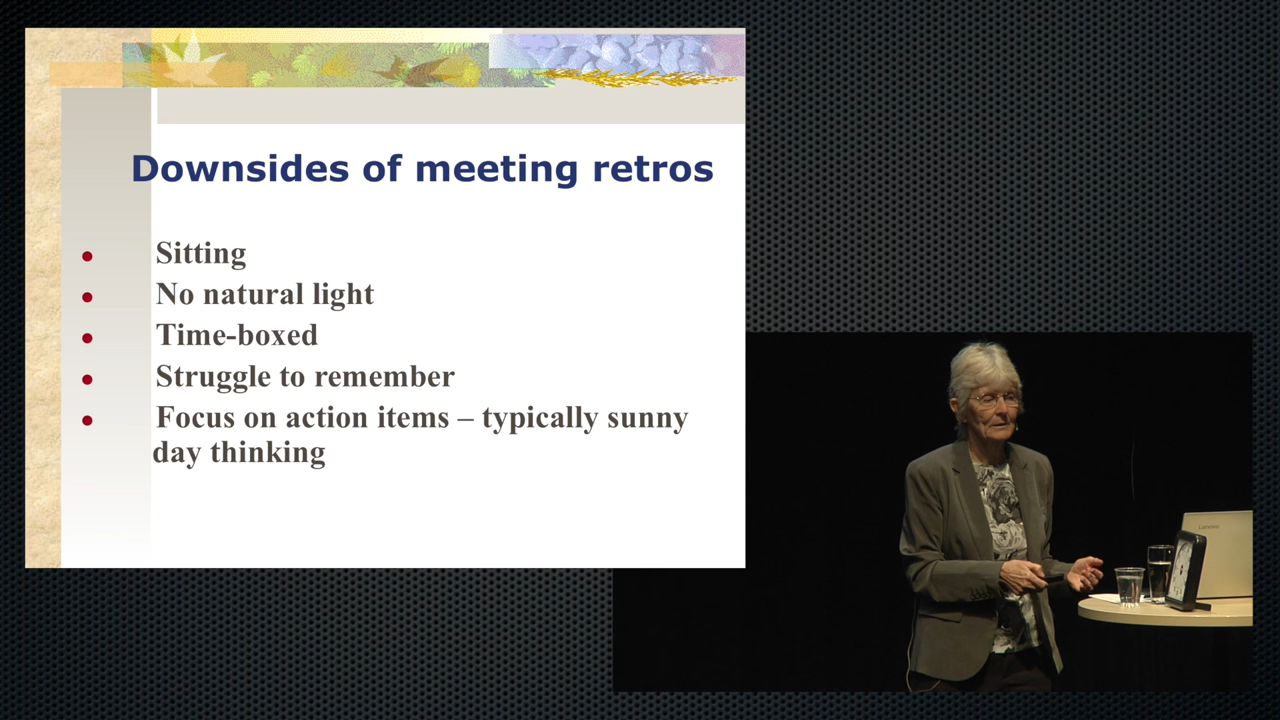 Downsides of meeting retros
Sitting
No natural light
Time-boxed
Struggle to remember
Focus on action items – typically sunny
day thinking
Lenovo